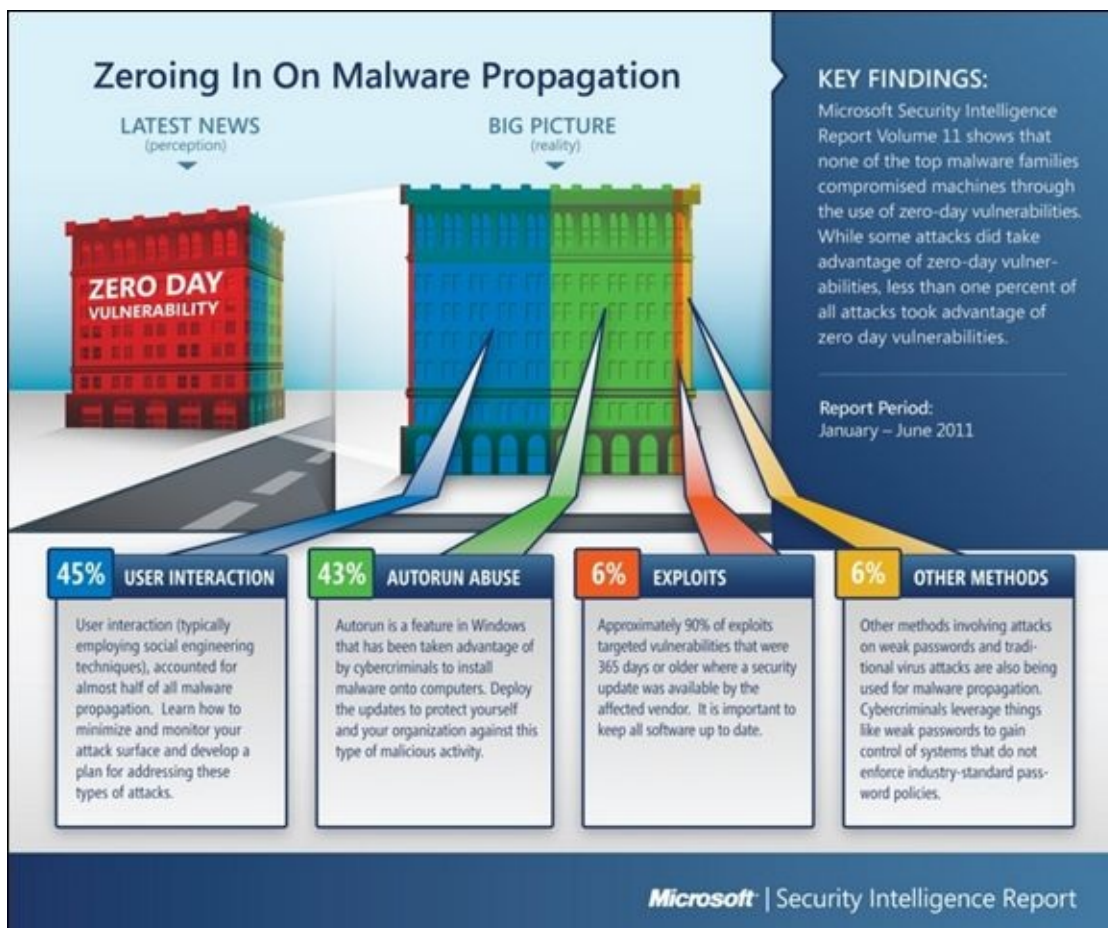 Zeroing In On Malware Propagation
LATEST NEWS
(perception)
BIG PICTURE
(reality)
ZERO DAY
VULNERABILITY
KEY FINDINGS:
Microsoft Security Intelligence
Report Volume 11 shows that
none of the top malware families
compromised machines through
the use of zero-day vulnerabilities.
While some attacks did take
advantage of zero-day vulner-
abilities, less than one percent of
all attacks took advantage of
zero day vulnerabilities.
Report Period:
January – June 2011
45% USER INTERACTION
User interaction (typically
employing social engineering
techniques), accounted for
almost half of all malware
propagation. Learn how to
minimize and monitor your
attack surface and develop a
plan for addressing these
types of attacks.
43% AUTORUN ABUSE
Autorun is a feature in Windows
that has been taken advantage of
by cybercriminals to install
malware onto computers. Deploy
the updates to protect yourself
and your organization against this
type of malicious activity.
6% EXPLOITS
Approximately 90% of exploits
targeted vulnerabilities that were
365 days or older where a security
update was available by the
affected vendor. It is important to
keep all software up to date.
6% OTHER METHODS
Other methods involving attacks
on weak passwords and tradi-
tional virus attacks are also being
used for malware propagation.
Cybercriminals leverage things
like weak passwords to gain
control of systems that do not
enforce industry-standard pass-
word policies.
Microsoft | Security Intelligence Report